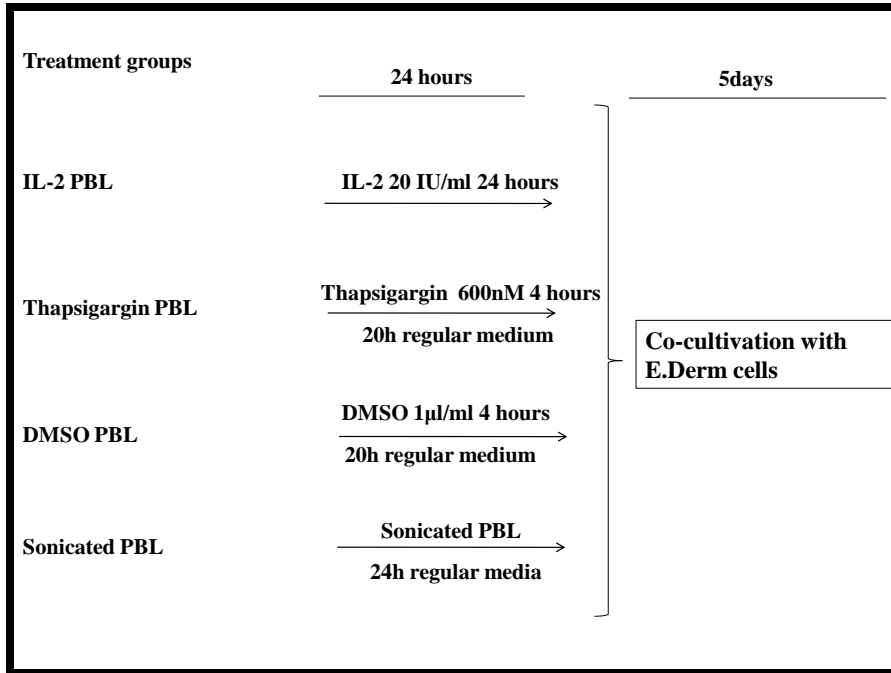 Treatment groups
24 hours
5days
IL-2 PBL
IL-2 20 IU/ml 24 hours
Thapsigargin PBL
Thapsigargin 600nM 4 hours
20h regular medium
Co-cultivation with
E.Derm cells
DMSO PBL
DMSO 1µl/ml 4 hours
20h regular medium
Sonicated PBL
Sonicated PBL
24h regular media